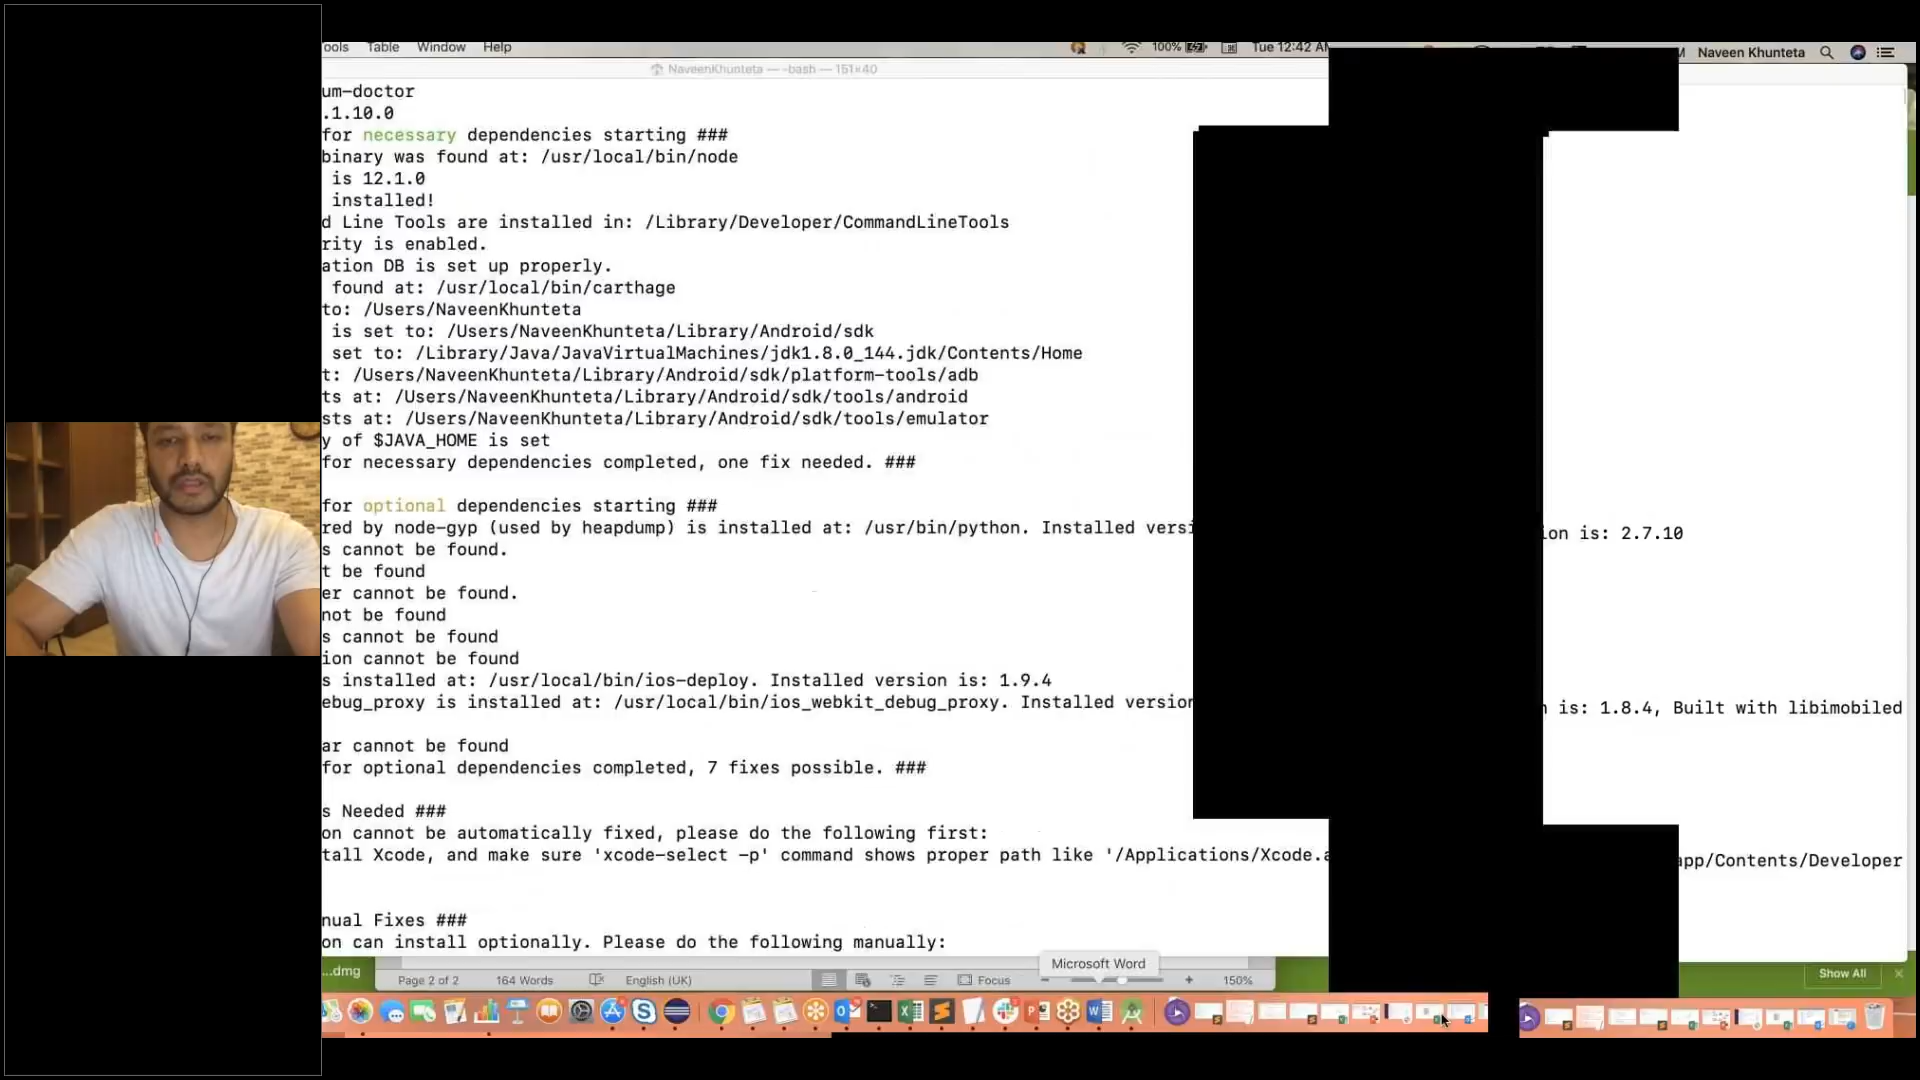 ools Table Window Help 100% Tue 12:42 AM Naveen Khunteta
NaveenKhunteta — -bash — 151×40
um-doctor
.1.10.0
for necessary dependencies starting ###
binary was found at: /usr/local/bin/node
is 12.1.0
installed!
d Line Tools are installed in: /Library/Developer/CommandLineTools
rity is enabled.
ation DB is set up properly.
found at: /usr/local/bin/carthage
to: /Users/NaveenKhunteta
is set to: /Users/NaveenKhunteta/Library/Android/sdk
set to: /Library/Java/JavaVirtualMachines/jdk1.8.0_144.jdk/Contents/Home
t: /Users/NaveenKhunteta/Library/Android/sdk/platform-tools/adb
ts at: /Users/NaveenKhunteta/Library/Android/sdk/tools/android
sts at: /Users/NaveenKhunteta/Library/Android/sdk/tools/emulator
y of $JAVA_HOME is set
for necessary dependencies completed, one fix needed. ###
for optional dependencies starting ###
red by node-gyp (used by heapdump) is installed at: /usr/bin/python. Installed versi ion is: 2.7.10
s cannot be found.
t be found
er cannot be found.
not be found
s cannot be found
ion cannot be found
s installed at: /usr/local/bin/ios-deploy. Installed version is: 1.9.4
ebug_proxy is installed at: /usr/local/bin/ios_webkit_debug_proxy. Installed version n is: 1.8.4, Built with libimobiled
ar cannot be found
for optional dependencies completed, 7 fixes possible. ###
s Needed ###
on cannot be automatically fixed, please do the following first:
tall Xcode, and make sure 'xcode-select -p' command shows proper path like '/Applications/Xcode.a app/Contents/Developer
nual Fixes ###
on can install optionally. Please do the following manually:
Microsoft Word
...dmg Page 2 of 2 164 Words English (UK) Focus 150% Show All